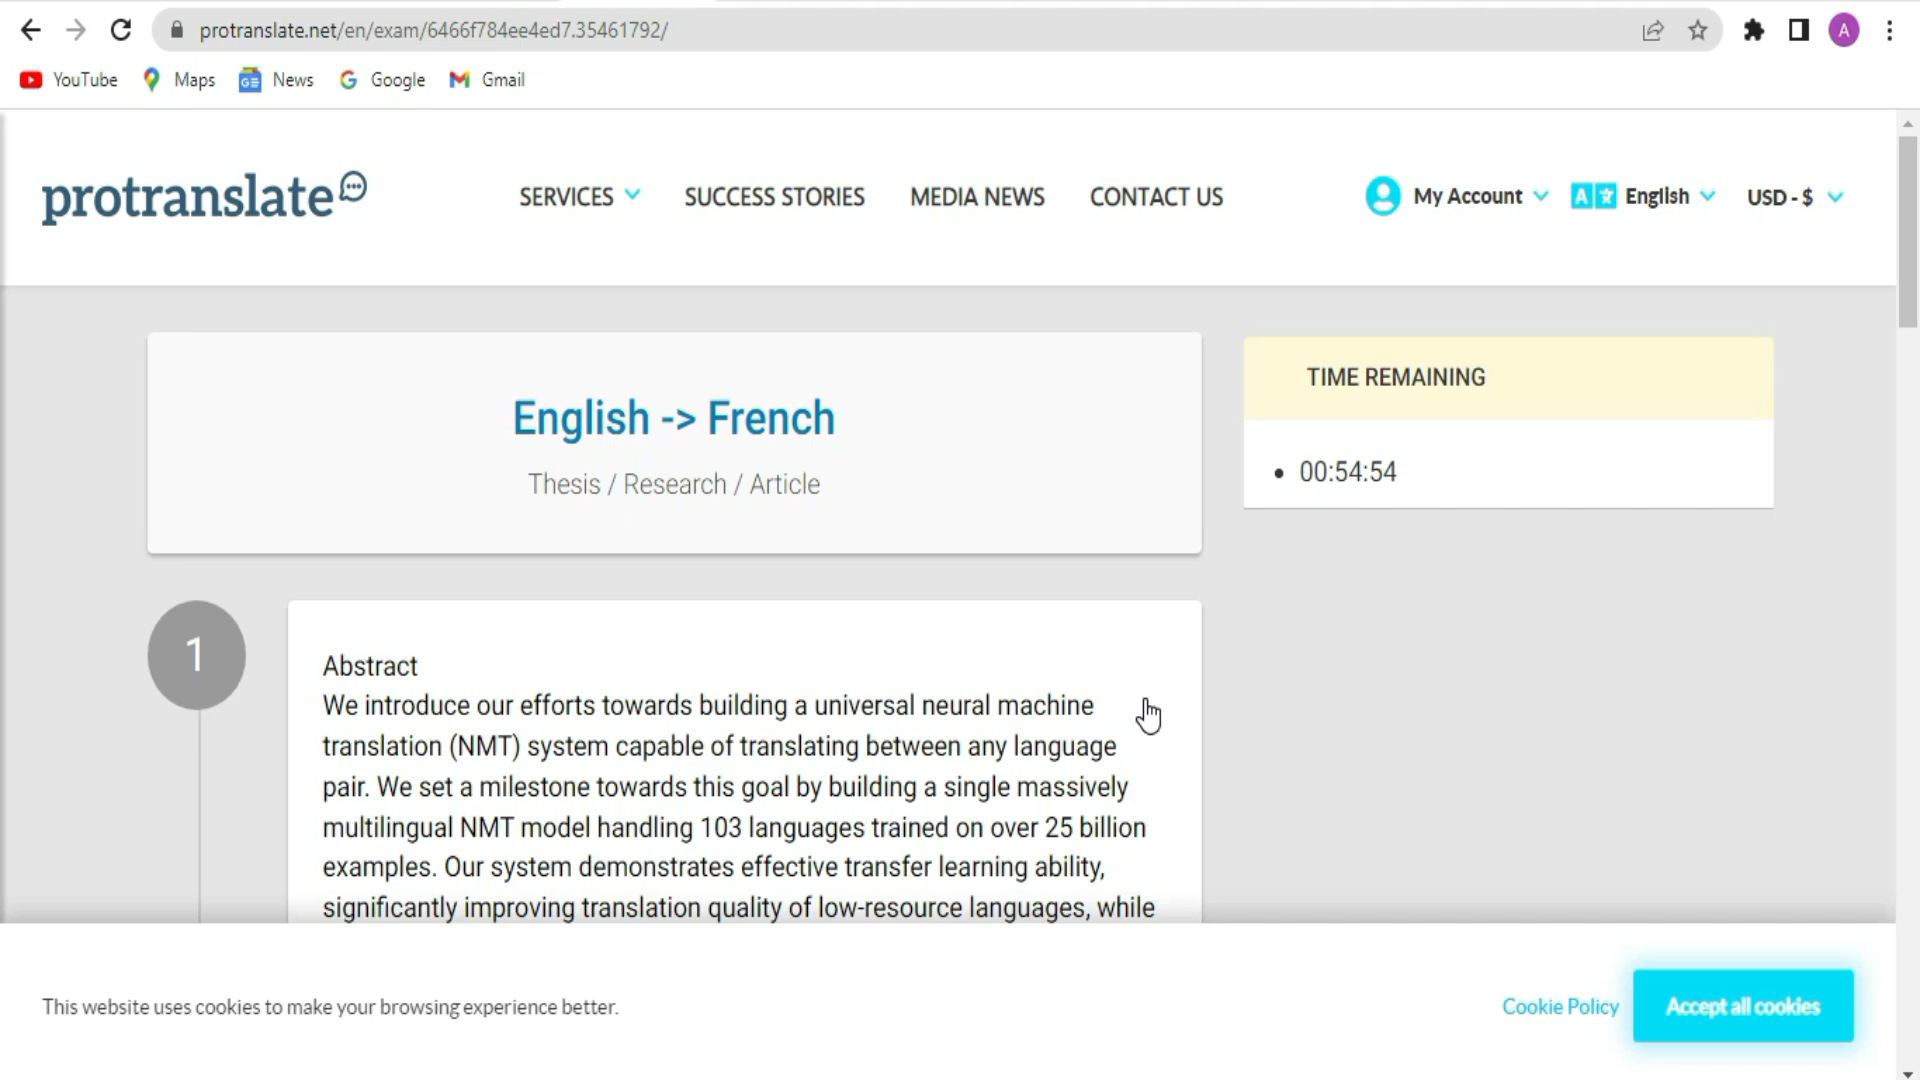 protranslate.net/en/exam/6466f784ee4ed7.35461792/
A
YouTube
Maps
GE
News
Google
Gmail
protranslate
SERVICES
SUCCESS STORIES
MEDIA NEWS
CONTACT US
My Account
A
English
USD - $
English -> French
Thesis / Research / Article
TIME REMAINING
• 00:54:54
1
Abstract
We introduce our efforts towards building a universal neural machine
translation (NMT) system capable of translating between any language
pair. We set a milestone towards this goal by building a single massively
multilingual NMT model handling 103 languages trained on over 25 billion
examples. Our system demonstrates effective transfer learning ability,
significantly improving translation quality of low-resource languages, while
This website uses cookies to make your browsing experience better.
Cookie Policy
Accept all cookies